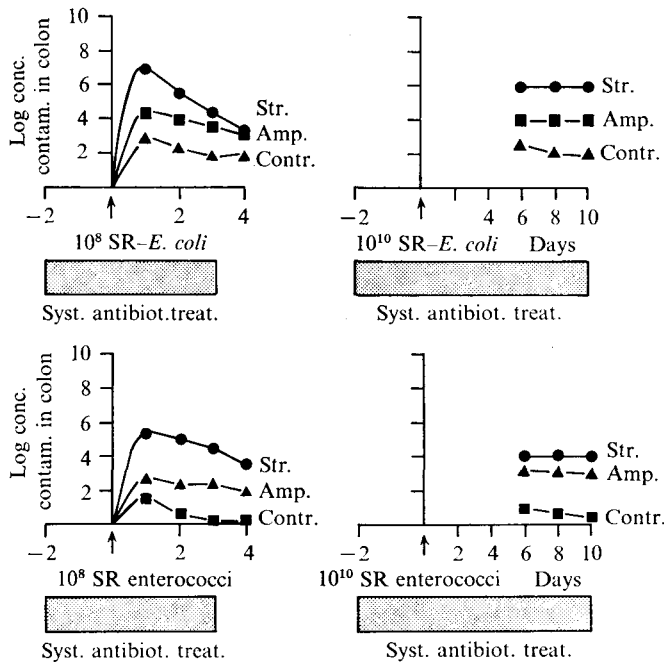 Log conc.
contam. in colon
10
8
6
4
2
−2
2
4
Str.
Amp.
Contr.
10⁸ SR–E. coli
Syst. antibiot.treat.
−2
4
6
8
10
Str.
Amp.
Contr.
10¹⁰ SR–E. coli Days
Syst. antibiot. treat.
Log conc.
contam. in colon
10
8
6
4
2
−2
0
2
4
Str.
Amp.
Contr.
10⁸ SR enterococci
Syst. antibiot. treat.
−2
2
4
6
8
10
Str.
Amp.
Contr.
10¹⁰ SR enterococci Days
Syst. antibiot. treat.